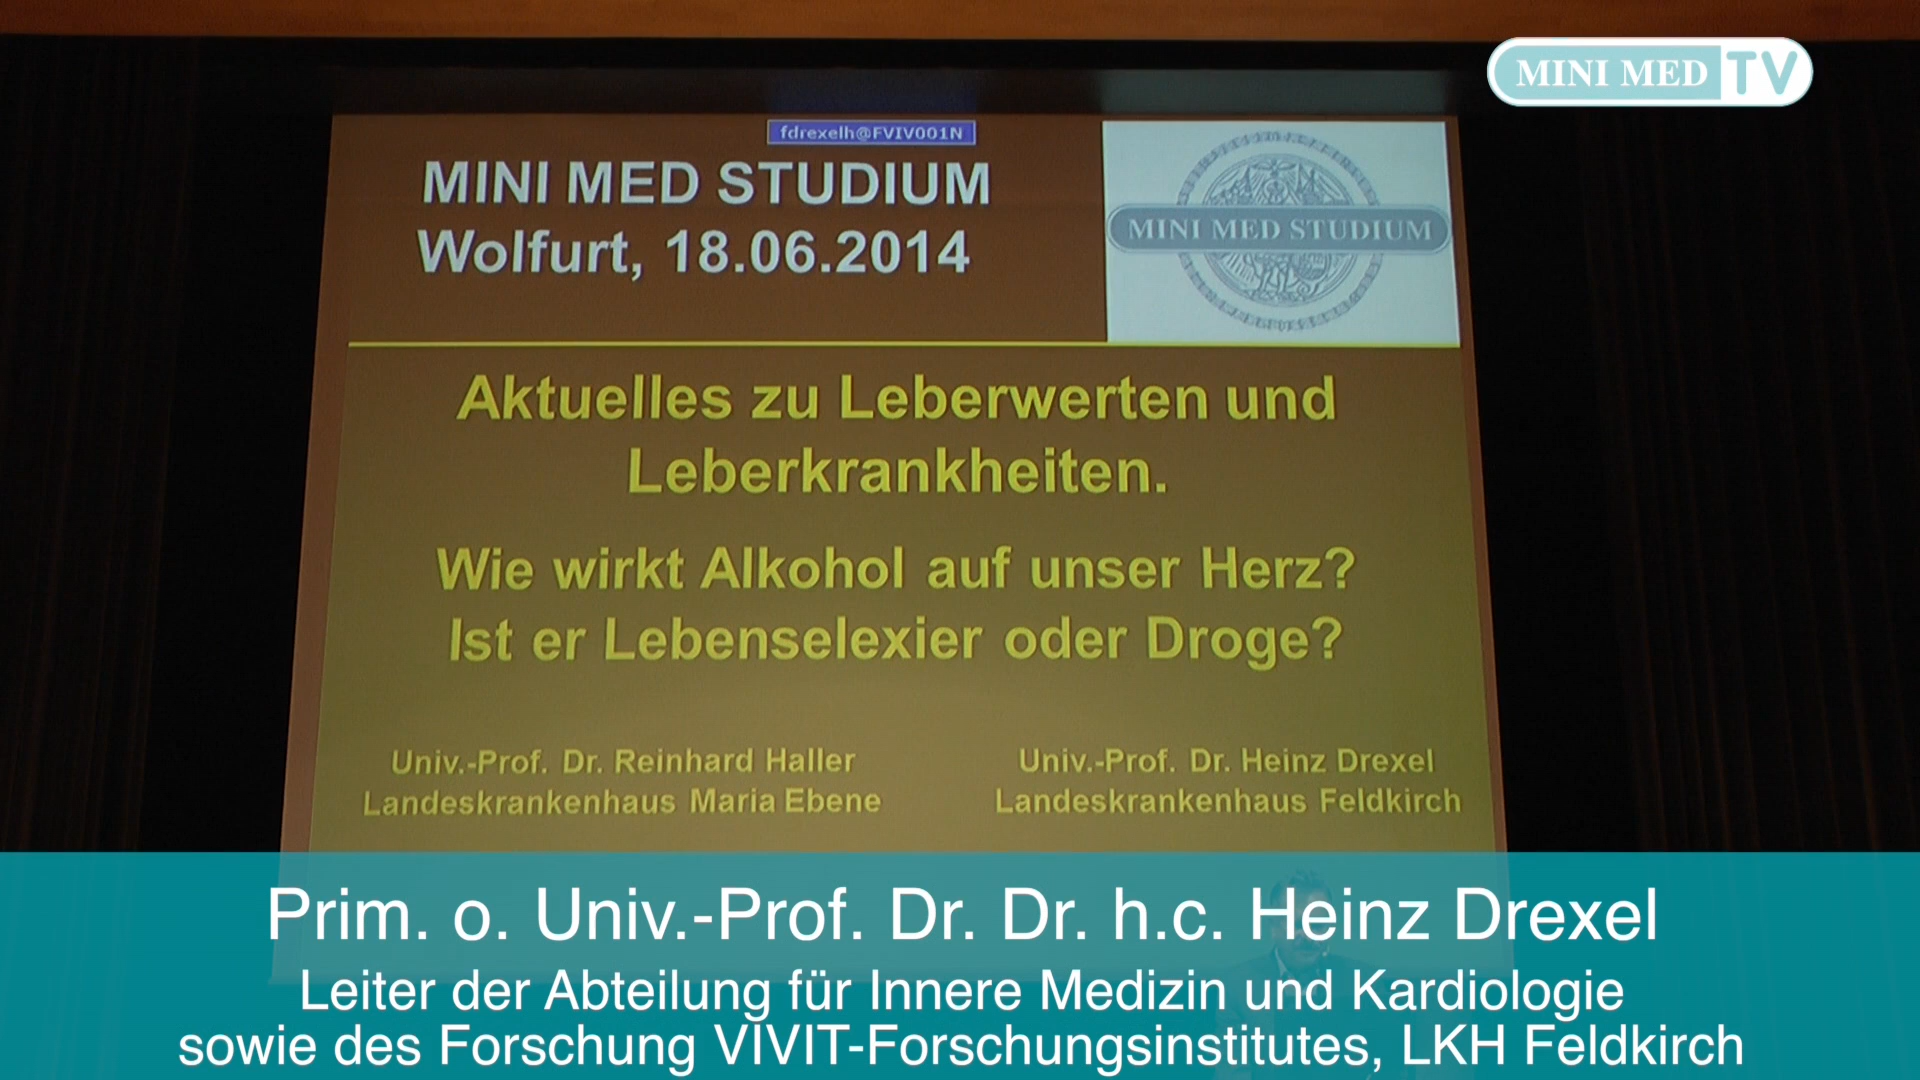 MINI MED TV
fdrexelh@FVIV001N
MINI MED STUDIUM
Wolfurt, 18.06.2014
MINI MED STUDIUM
Aktuelles zu Leberwerten und
Leberkrankheiten.
Wie wirkt Alkohol auf unser Herz?
Ist er Lebenselexier oder Droge?
Univ.-Prof. Dr. Reinhard Haller
Landeskrankenhaus Maria Ebene
Univ.-Prof. Dr. Heinz Drexel
Landeskrankenhaus Feldkirch
Prim. o. Univ.-Prof. Dr. Dr. h.c. Heinz Drexel
Leiter der Abteilung für Innere Medizin und Kardiologie
sowie des Forschung VIVIT-Forschungsinstitutes, LKH Feldkirch